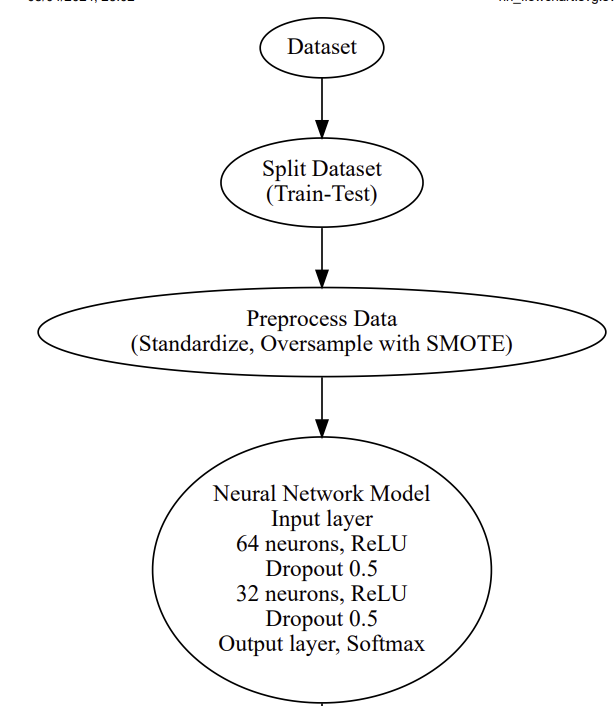 Dataset
Split Dataset
(Train-Test)
Preprocess Data
(Standardize, Oversample with SMOTE)
Neural Network Model
Input layer
64 neurons, ReLU
Dropout 0.5
32 neurons, ReLU
Dropout 0.5
Output layer, Softmax